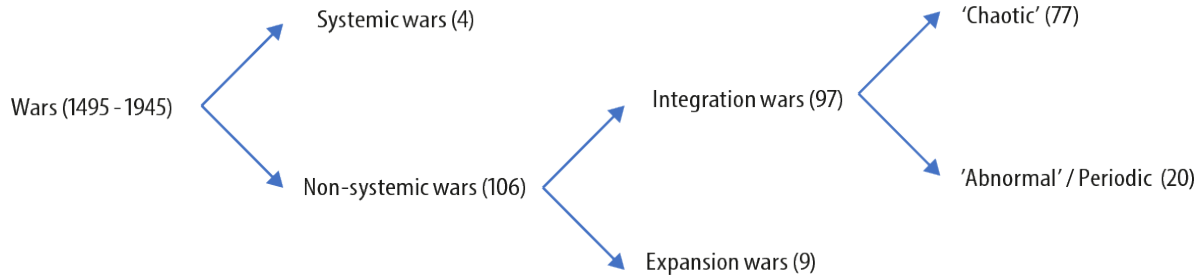 'Chaotic' (77)
Systemic wars (4)
Wars (1495 - 1945)
Integration wars (97)
Non-systemic wars (106)
'Abnormal' / Periodic (20)
Expansion wars (9)